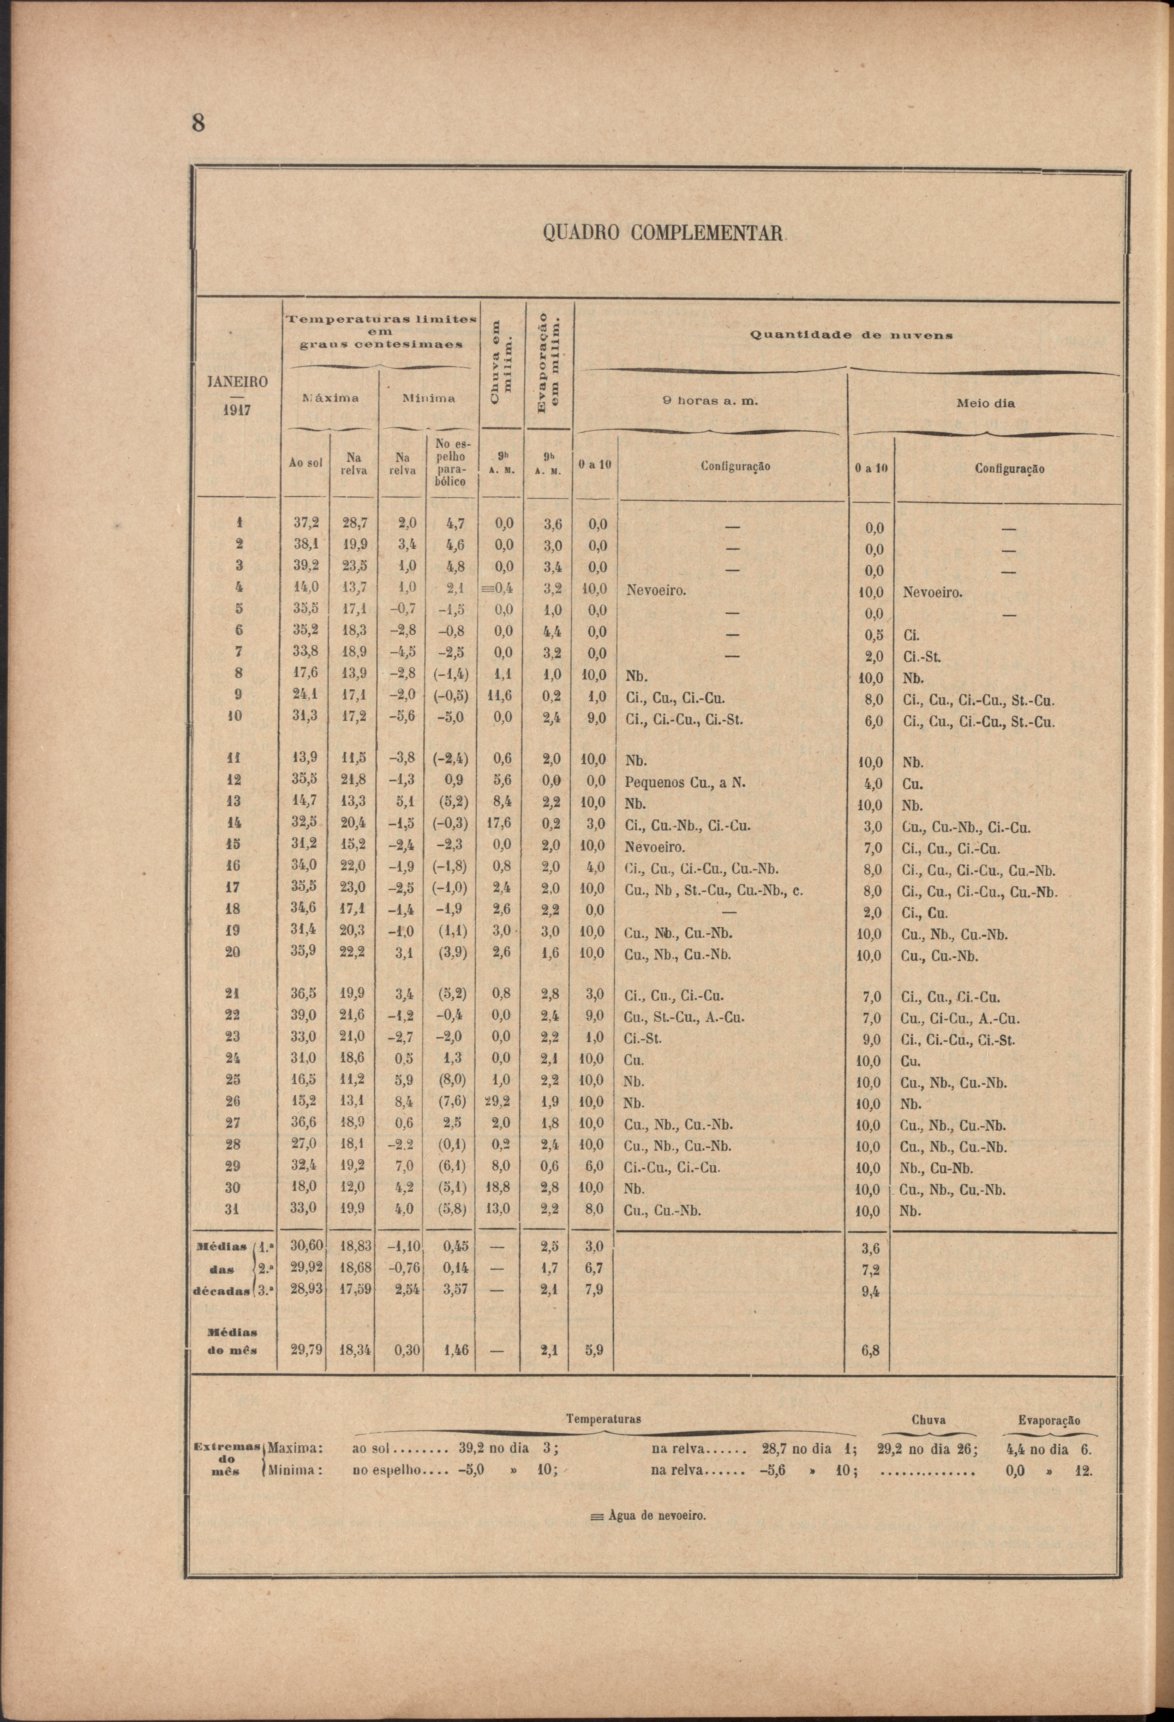 8
QUADRO COMPLEMENTAR
JANEIRO
—
1917
Temperaturas limites
em
graus centesimaes
Chuva em
milim.
Evaporação
em milim.
Quantidade de nuvens
Máxima
Minima
9 horas a. m.
Meio dia
Ao sol
Na
relva
Na
relva
No es-
pelho
para-
bólico
9h
A. M.
9h
A. M.
0 a 10
Configuração
0 a 10
Configuração
1 37,2 28,7 2,0 4,7 0,0 3,6 0,0 — 0,0 —
2 38,1 19,9 3,4 4,6 0,0 3,0 0,0 — 0,0 —
3 39,2 23,5 1,0 4,8 0,0 3,4 0,0 — 0,0 —
4 14,0 13,7 1,0 2,1 ≡0,4 3,2 10,0 Nevoeiro. 10,0 Nevoeiro.
5 35,5 17,1 –0,7 –1,5 0,0 1,0 0,0 — 0,0 —
6 35,2 18,3 –2,8 –0,8 0,0 4,4 0,0 — 0,5 Ci.
7 33,8 18,9 –4,5 –2,5 0,0 3,2 0,0 — 2,0 Ci.-St.
8 17,6 13,9 –2,8 (–1,4) 1,1 1,0 10,0 Nb. 10,0 Nb.
9 24,1 17,1 –2,0 (–0,5) 11,6 0,2 1,0 Ci., Cu., Ci.-Cu. 8,0 Ci., Cu., Ci.-Cu., St.-Cu.
10 31,3 17,2 –5,6 –5,0 0,0 2,4 9,0 Ci., Ci.-Cu., Ci.-St. 6,0 Ci., Cu., Ci.-Cu., St.-Cu.
11 13,9 11,5 –3,8 (–2,4) 0,6 2,0 10,0 Nb. 10,0 Nb.
12 35,5 21,8 –1,3 0,9 5,6 0,0 0,0 Pequenos Cu., a N. 4,0 Cu.
13 14,7 13,3 5,1 (5,2) 8,4 2,2 10,0 Nb. 10,0 Nb.
14 32,5 20,4 –1,5 (–0,3) 17,6 0,2 3,0 Ci., Cu.-Nb., Ci.-Cu. 3,0 Cu., Cu.-Nb., Ci.-Cu.
15 31,2 15,2 –2,4 –2,3 0,0 2,0 10,0 Nevoeiro. 7,0 Ci., Cu., Ci.-Cu.
16 34,0 22,0 –1,9 (–1,8) 0,8 2,0 4,0 Ci., Cu., Ci.-Cu., Cu.-Nb. 8,0 Ci., Cu., Ci.-Cu., Cu.-Nb.
17 35,5 23,0 –2,5 (–1,0) 2,4 2,0 10,0 Cu., Nb , St.-Cu., Cu.-Nb., c. 8,0 Ci., Cu., Ci.-Cu., Cu.-Nb.
18 34,6 17,1 –1,4 –1,9 2,6 2,2 0,0 — 2,0 Ci., Cu.
19 31,4 20,3 –1,0 (1,1) 3,0 3,0 10,0 Cu., Nb., Cu.-Nb. 10,0 Cu., Nb., Cu.-Nb.
20 35,9 22,2 3,1 (3,9) 2,6 1,6 10,0 Cu., Nb., Cu.-Nb. 10,0 Cu., Cu.-Nb.
21 36,5 19,9 3,4 (5,2) 0,8 2,8 3,0 Ci., Cu., Ci.-Cu. 7,0 Ci., Cu., Ci.-Cu.
22 39,0 21,6 –1,2 –0,4 0,0 2,4 9,0 Cu., St.-Cu., A.-Cu. 7,0 Cu., Ci-Cu., A.-Cu.
23 33,0 21,0 –2,7 –2,0 0,0 2,2 1,0 Ci.-St. 9,0 Ci., Ci.-Cu., Ci.-St.
24 31,0 18,6 0,5 1,3 0,0 2,1 10,0 Cu. 10,0 Cu.
25 16,5 11,2 5,9 (8,0) 1,0 2,2 10,0 Nb. 10,0 Cu., Nb., Cu.-Nb.
26 15,2 13,1 8,4 (7,6) 29,2 1,9 10,0 Nb. 10,0 Nb.
27 36,6 18,9 0,6 2,5 2,0 1,8 10,0 Cu., Nb., Cu.-Nb. 10,0 Cu., Nb., Cu.-Nb.
28 27,0 18,1 –2,2 (0,1) 0,2 2,4 10,0 Cu., Nb., Cu.-Nb. 10,0 Cu., Nb., Cu.-Nb.
29 32,4 19,2 7,0 (6,1) 8,0 0,6 6,0 Ci.-Cu., Ci.-Cu. 10,0 Nb., Cu-Nb.
30 18,0 12,0 4,2 (5,1) 18,8 2,8 10,0 Nb. 10,0 Cu., Nb., Cu.-Nb.
31 33,0 19,9 4,0 (5,8) 13,0 2,2 8,0 Cu., Cu.-Nb. 10,0 Nb.
Médias 1.ª 30,60 18,83 –1,10 0,45 — 2,5 3,0 3,6
das 2.ª 29,92 18,68 –0,76 0,14 — 1,7 6,7 7,2
décadas 3.ª 28,93 17,59 2,54 3,57 — 2,1 7,9 9,4
Médias
do mês 29,79 18,34 0,30 1,46 — 2,1 5,9 6,8
Temperaturas Chuva Evaporação
Extremas
do
mês
Maxima: ao sol........ 39,2 no dia 3; na relva...... 28,7 no dia 1; 29,2 no dia 26; 4,4 no dia 6.
Minima: no espelho.... –5,0 » 10; na relva...... –5,6 » 10; .............. 0,0 » 12.
≡ Agua de nevoeiro.